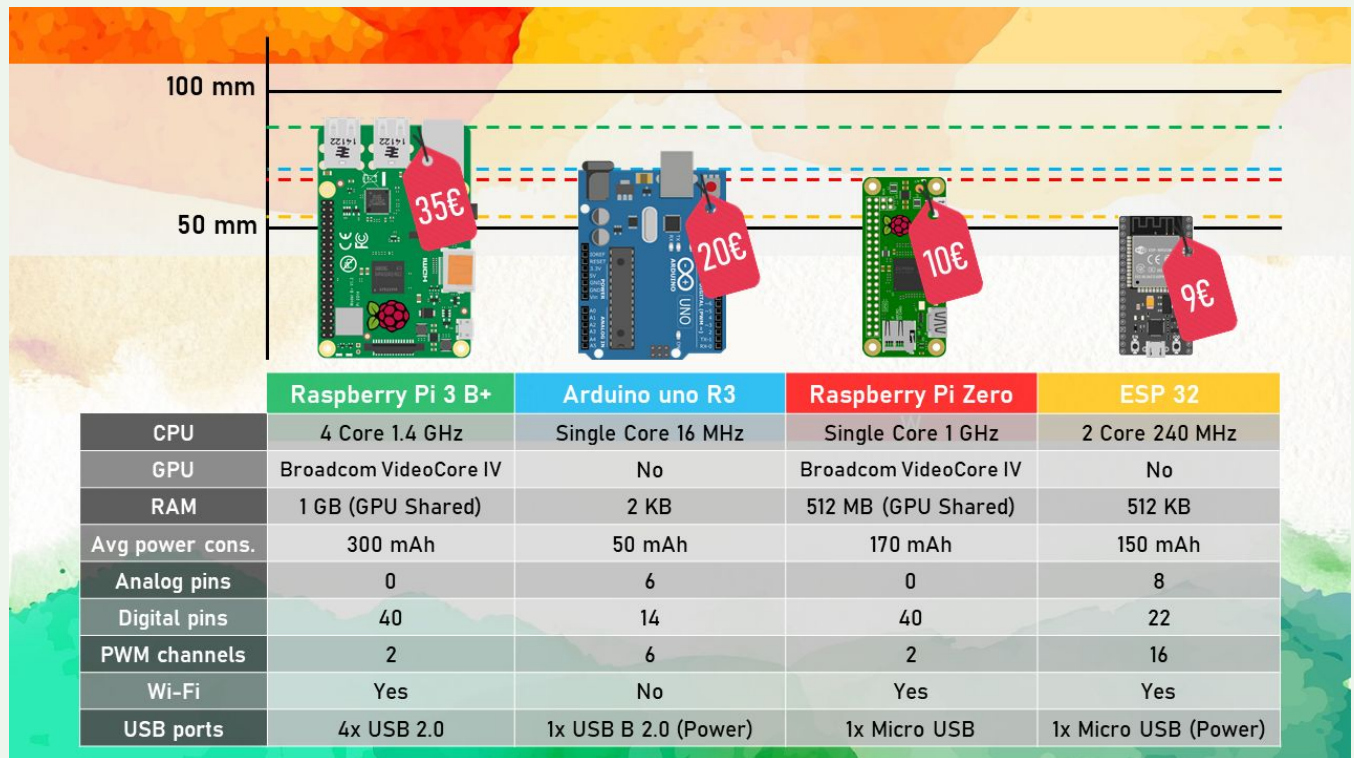 100 mm
50 mm
35€
20€
10€
9€
ARDUINO
UNO
Raspberry Pi 3 B+ Arduino uno R3 Raspberry Pi Zero W ESP 32
CPU 4 Core 1.4 GHz Single Core 16 MHz Single Core 1 GHz 2 Core 240 MHz
GPU Broadcom VideoCore IV No Broadcom VideoCore IV No
RAM 1 GB (GPU Shared) 2 KB 512 MB (GPU Shared) 512 KB
Avg power cons. 300 mAh 50 mAh 170 mAh 150 mAh
Analog pins 0 6 0 8
Digital pins 40 14 40 22
PWM channels 2 6 2 16
Wi-Fi Yes No Yes Yes
USB ports 4x USB 2.0 1x USB B 2.0 (Power) 1x Micro USB 1x Micro USB (Power)